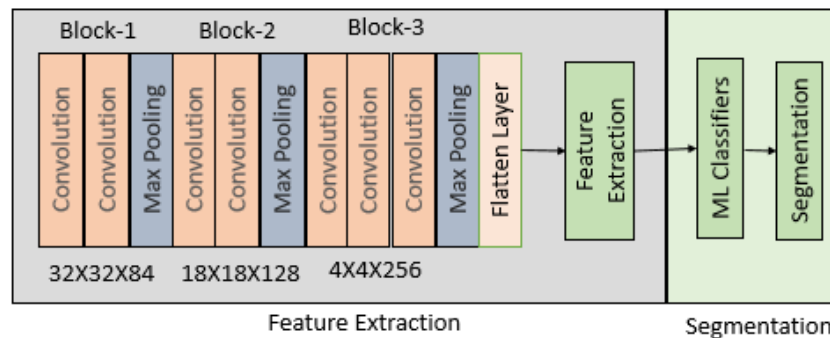 Block-1
Block-2
Block-3
Convolution
Convolution
Max Pooling
Convolution
Convolution
Max Pooling
Convolution
Convolution
Convolution
Max Pooling
Flatten Layer
Feature
Extraction
ML Classifiers
Segmentation
32X32X84
18X18X128
4X4X256
Feature Extraction
Segmentation